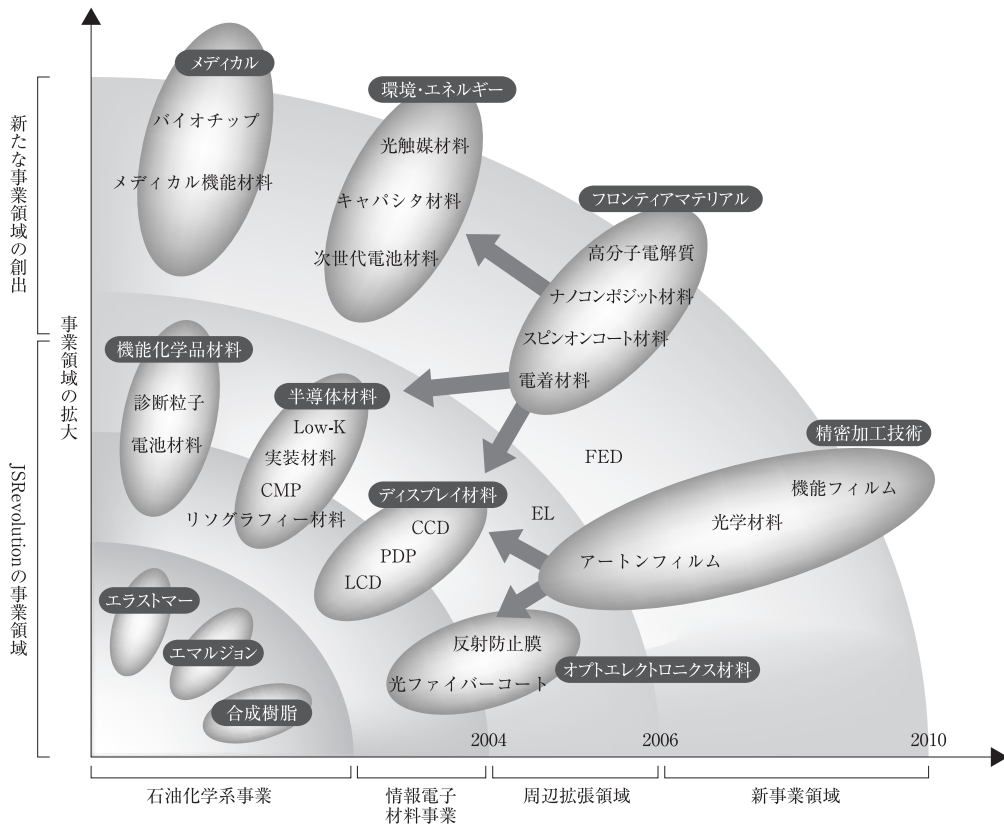 メディカル
バイオチップ
メディカル機能材料
環境・エネルギー
光触媒材料
キャパシタ材料
次世代電池材料
フロンティアマテリアル
高分子電解質
ナノコンポジット材料
スピンオンコート材料
電着材料
新たな事業領域の創出
事業領域の拡大
JSRevolutionの事業領域
機能化学品材料
診断粒子
電池材料
半導体材料
Low-K
実装材料
CMP
リソグラフィー材料
ディスプレイ材料
CCD
PDP
LCD
EL
FED
精密加工技術
機能フィルム
光学材料
アートンフィルム
エラストマー
エマルジョン
合成樹脂
反射防止膜
光ファイバーコート
オプトエレクトロニクス材料
2004
2006
2010
石油化学系事業
情報電子
材料事業
周辺拡張領域
新事業領域